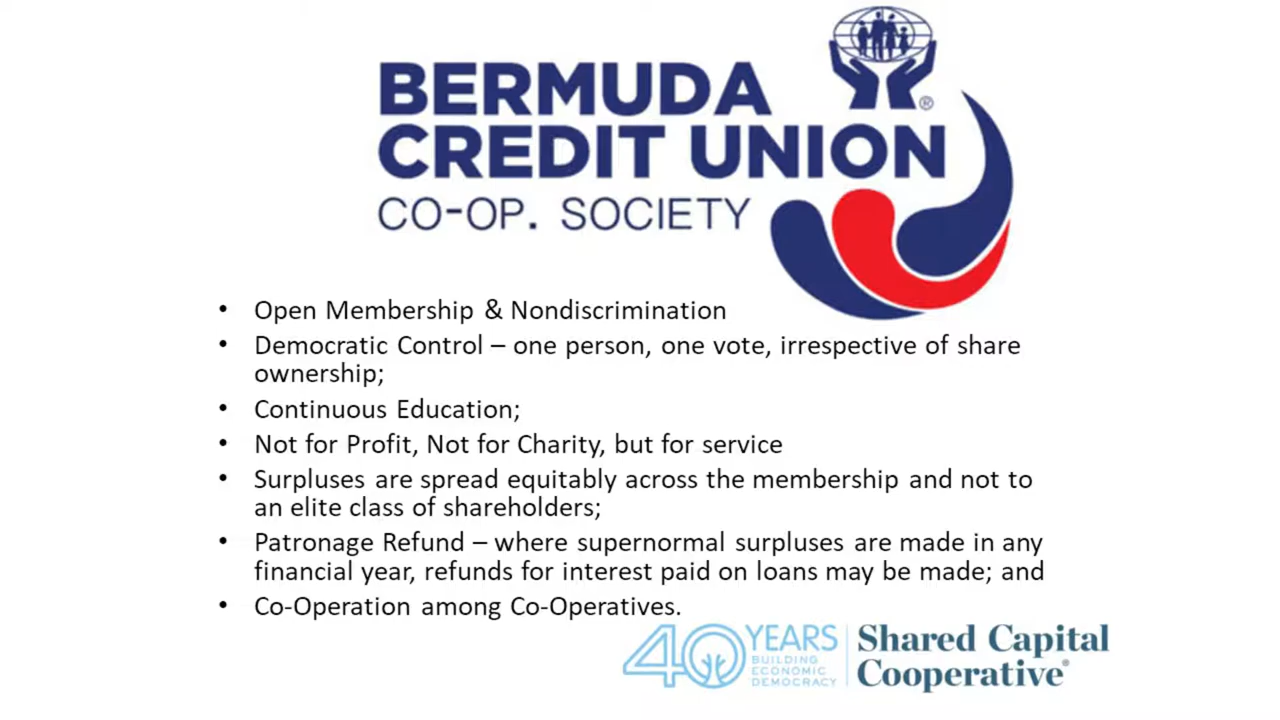 BERMUDA
CREDIT UNION
®
CO-OP. SOCIETY
• Open Membership & Nondiscrimination
• Democratic Control – one person, one vote, irrespective of share
ownership;
• Continuous Education;
• Not for Profit, Not for Charity, but for service
• Surpluses are spread equitably across the membership and not to
an elite class of shareholders;
• Patronage Refund – where supernormal surpluses are made in any
financial year, refunds for interest paid on loans may be made; and
• Co-Operation among Co-Operatives.
40 YEARS
BUILDING
ECONOMIC
DEMOCRACY
Shared Capital
Cooperative®